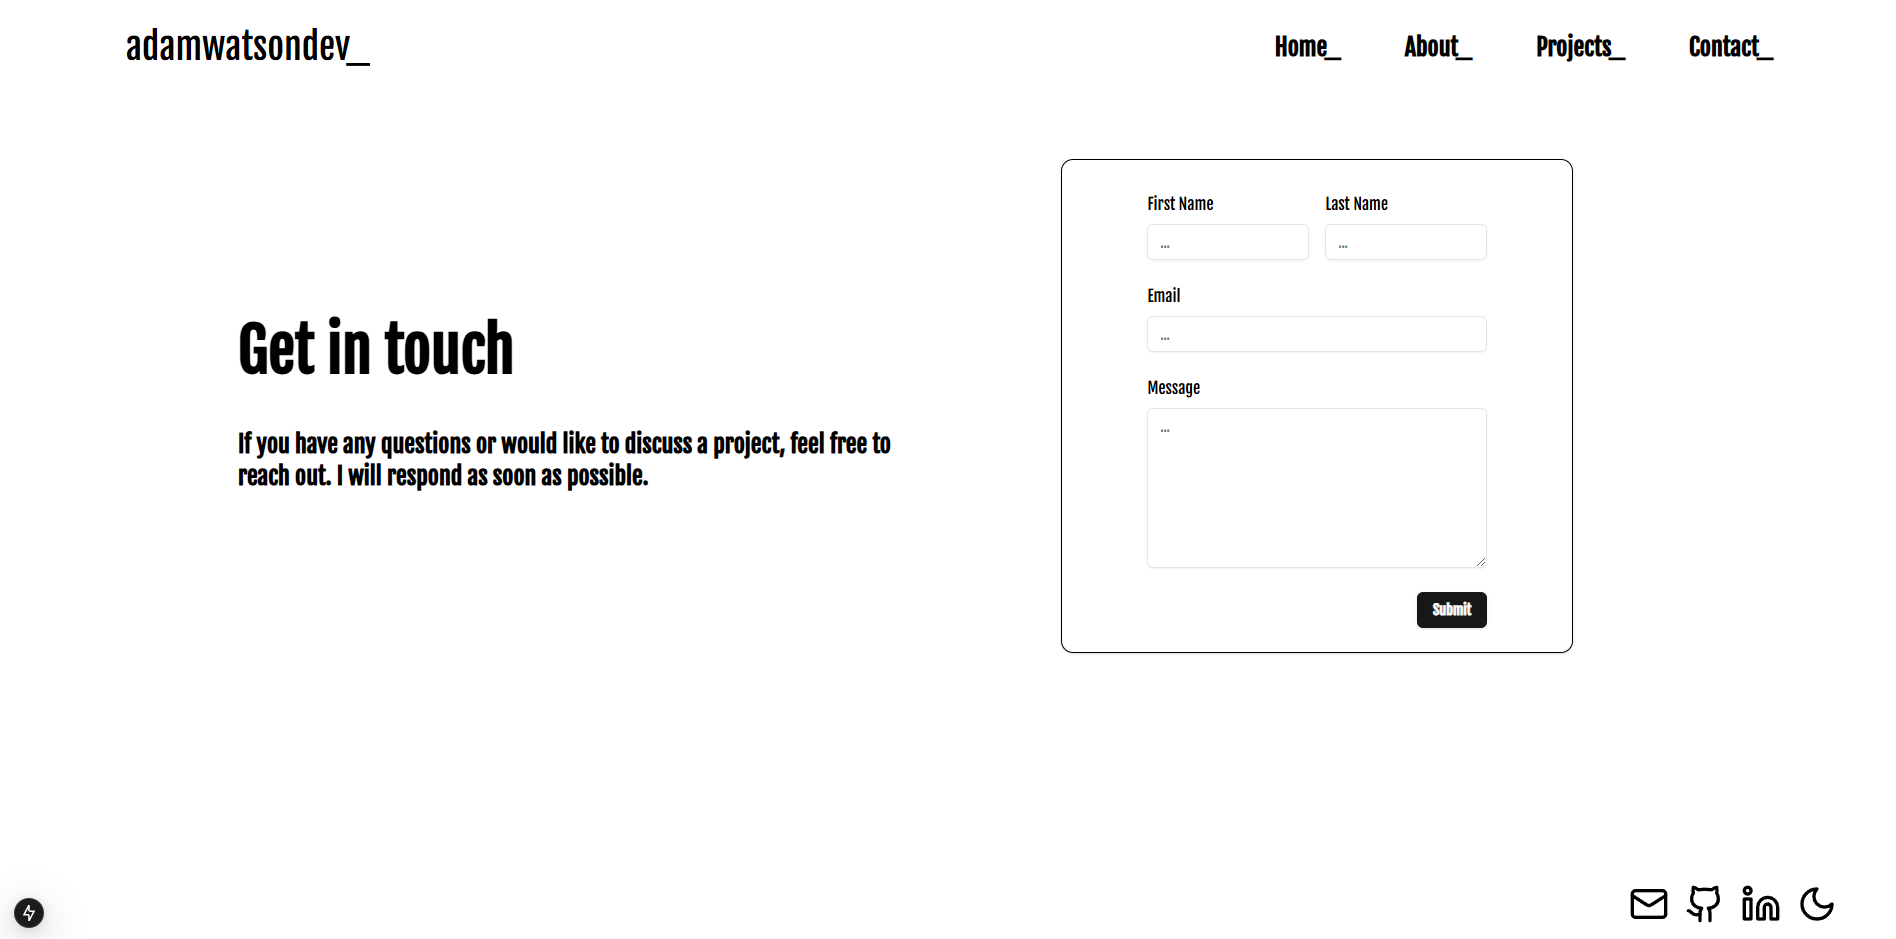 adamwatsondev_
Home_ About_ Projects_ Contact_
First Name Last Name
... ...
Email
...
Message
...
Submit
Get in touch
If you have any questions or would like to discuss a project, feel free to
reach out. I will respond as soon as possible.